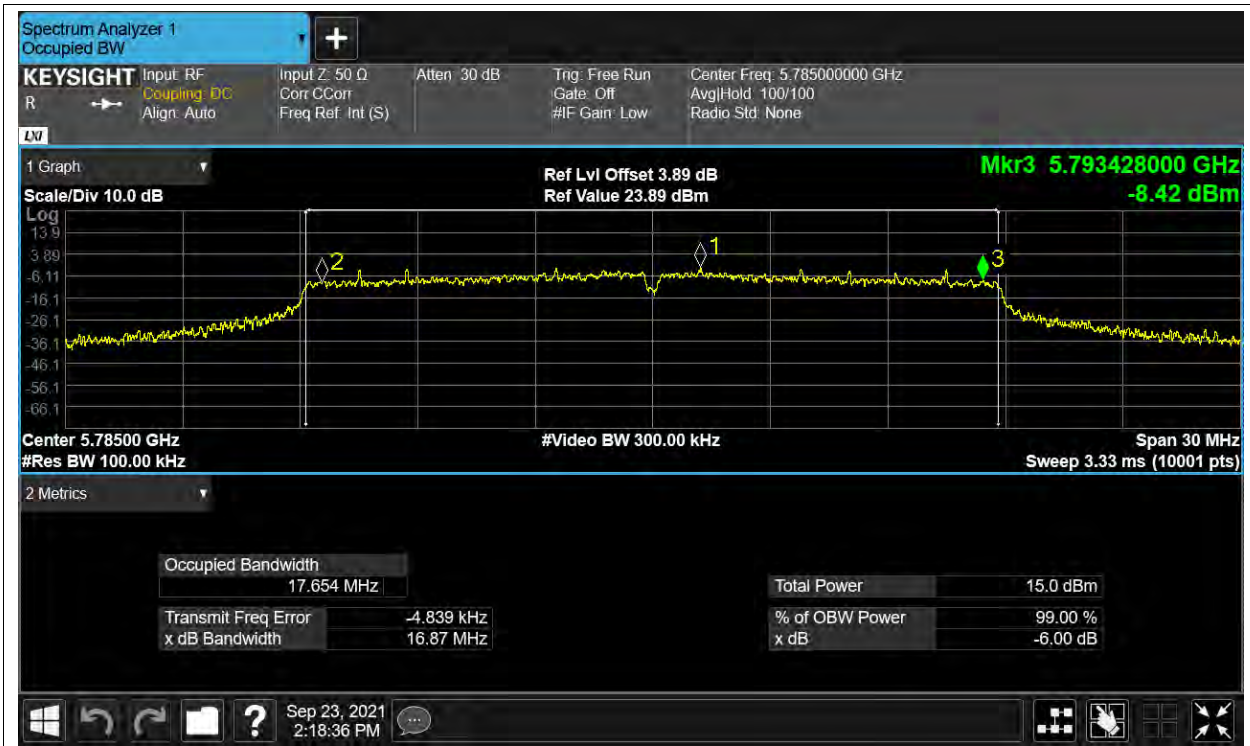 Spectrum Analyzer 1
Occupied BW
+
KEYSIGHT Input: RF Input Z: 50 Ω Atten: 30 dB Trig: Free Run Center Freq: 5.785000000 GHz
R Coupling: DC Corr CCorr Gate: Off Avg|Hold: 100/100
Align: Auto Freq Ref: Int (S) #IF Gain: Low Radio Std: None
LXI
1 Graph Ref Lvl Offset 3.89 dB Mkr3 5.793428000 GHz
Scale/Div 10.0 dB Ref Value 23.89 dBm -8.42 dBm
Log
13.9
3.89
-6.11
-16.1
-26.1
-36.1
-46.1
-56.1
-66.1
2 1 3
Center 5.78500 GHz #Video BW 300.00 kHz Span 30 MHz
#Res BW 100.00 kHz Sweep 3.33 ms (10001 pts)
2 Metrics
Occupied Bandwidth
17.654 MHz Total Power 15.0 dBm
Transmit Freq Error -4.839 kHz % of OBW Power 99.00 %
x dB Bandwidth 16.87 MHz x dB -6.00 dB
? Sep 23, 2021
2:18:36 PM